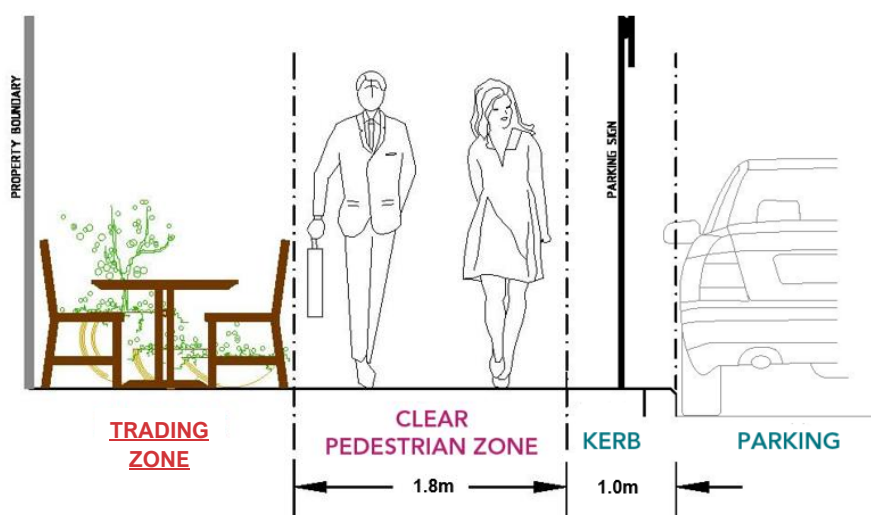 PROPERTY BOUNDARY
PARKING SIGN
TRADING
ZONE
CLEAR
PEDESTRIAN ZONE
KERB
PARKING
1.8m
1.0m